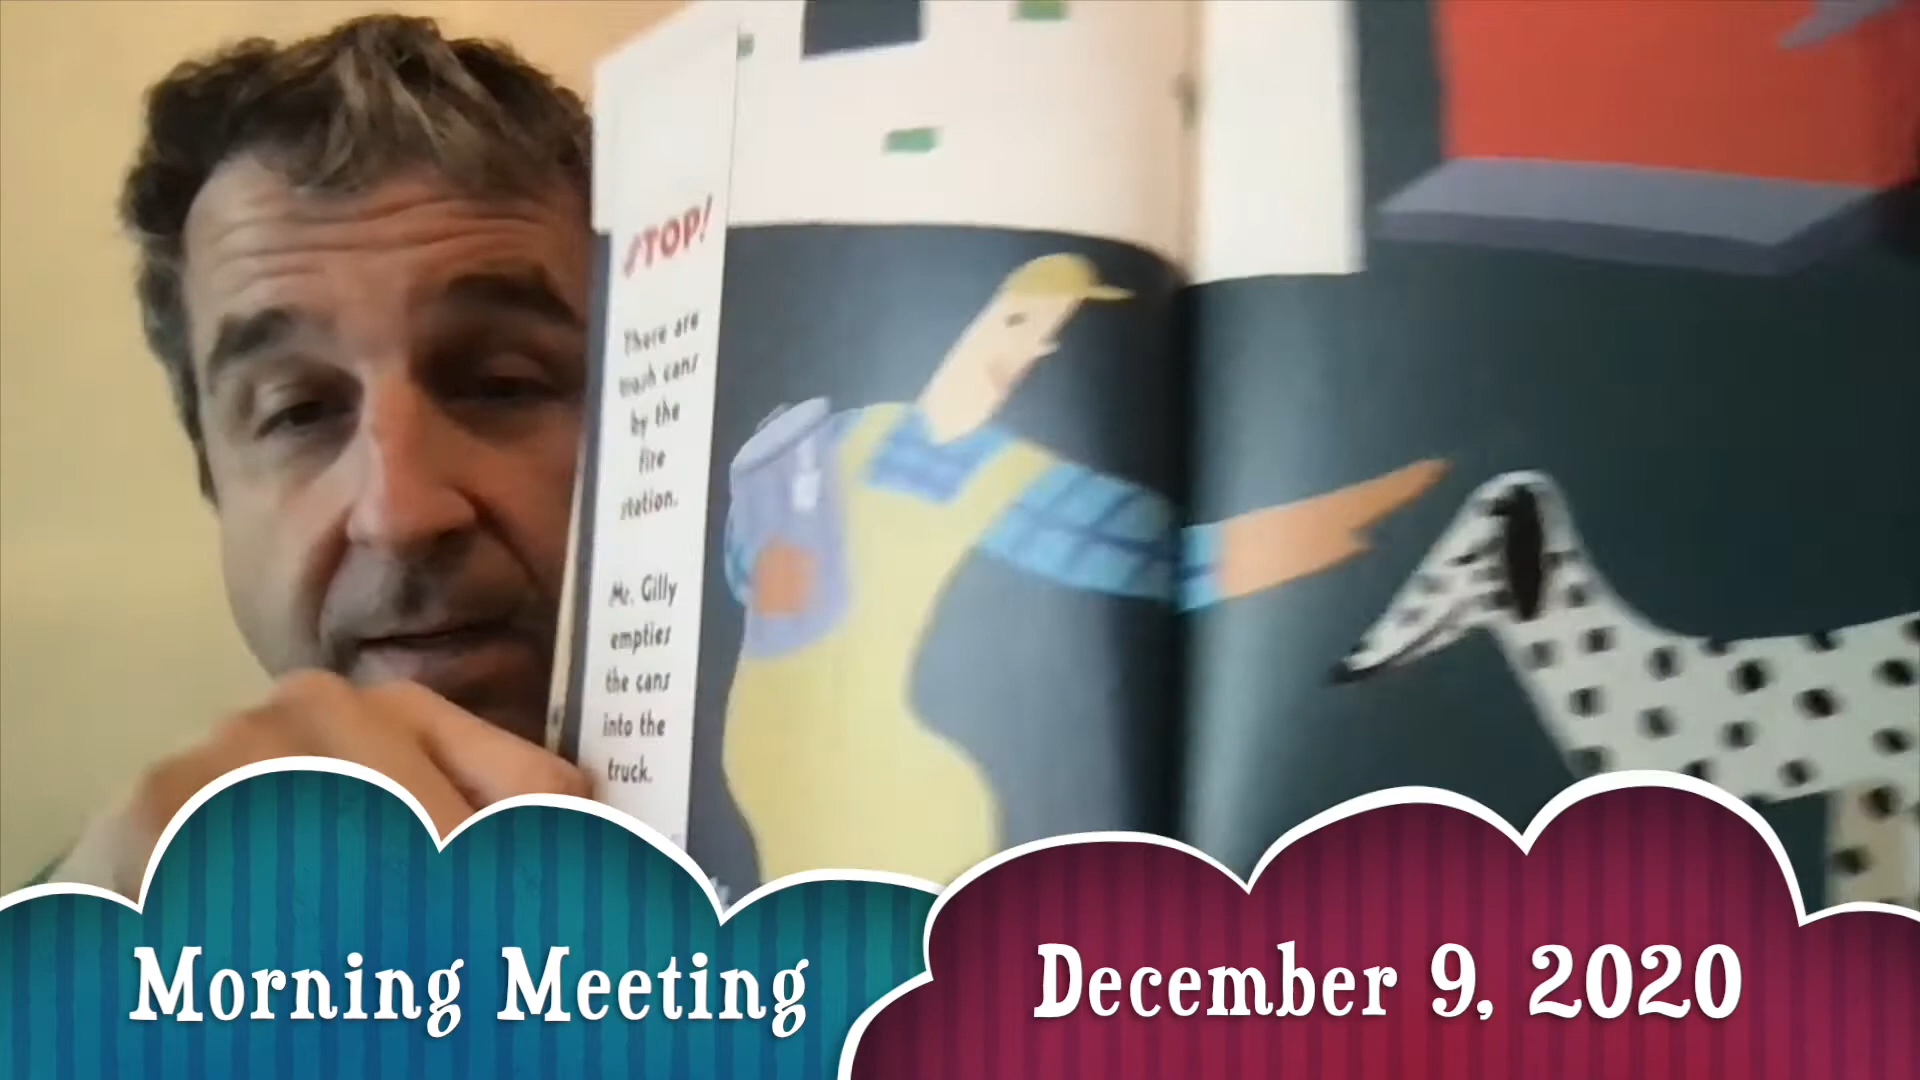 STOP!
There are
trash cans
by the
fire
station.
Mr. Gilly
empties
the cans
into the
truck.
Morning Meeting
December 9, 2020